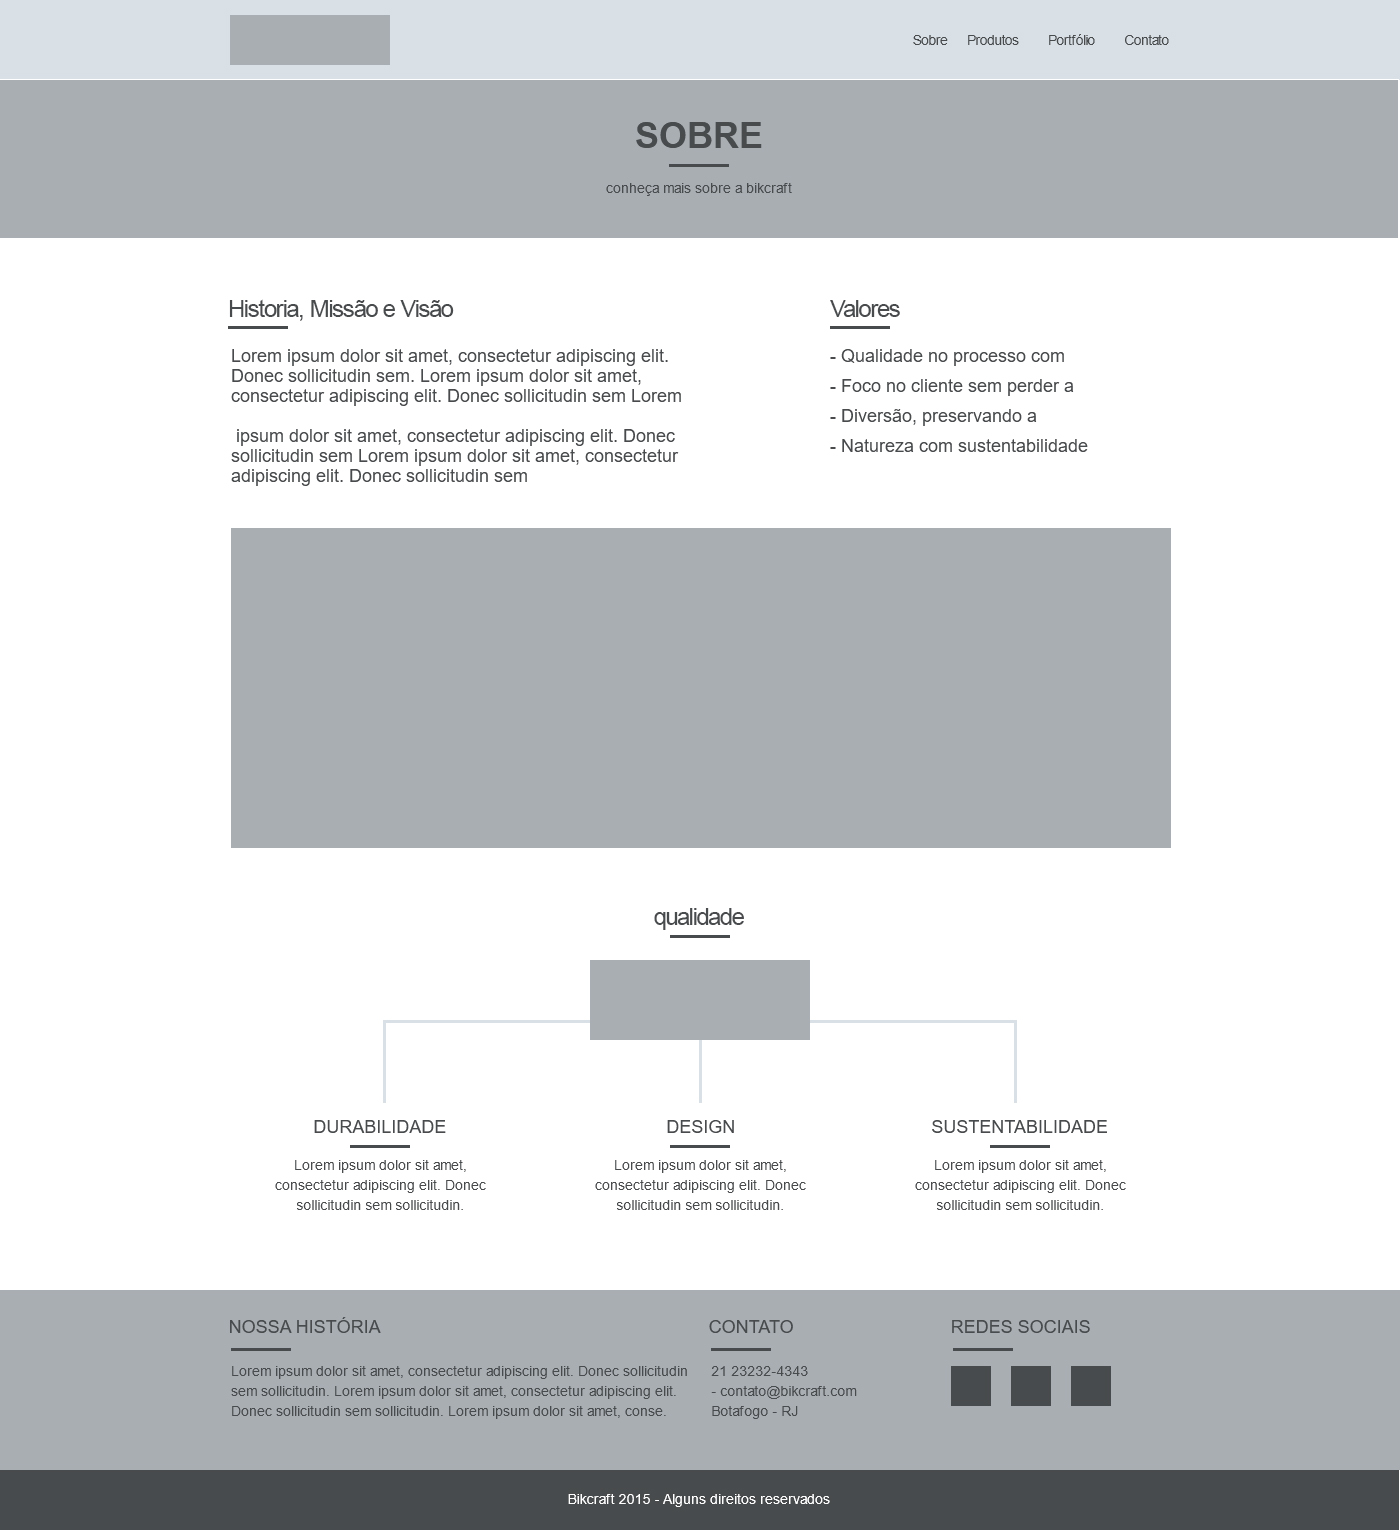 Sobre Produtos Portfólio Contato
SOBRE
conheça mais sobre a bikcraft
Historia, Missão e Visão
Lorem ipsum dolor sit amet, consectetur adipiscing elit.
Donec sollicitudin sem. Lorem ipsum dolor sit amet,
consectetur adipiscing elit. Donec sollicitudin sem Lorem
ipsum dolor sit amet, consectetur adipiscing elit. Donec
sollicitudin sem Lorem ipsum dolor sit amet, consectetur
adipiscing elit. Donec sollicitudin sem
Valores
- Qualidade no processo com
- Foco no cliente sem perder a
- Diversão, preservando a
- Natureza com sustentabilidade
qualidade
DURABILIDADE
Lorem ipsum dolor sit amet,
consectetur adipiscing elit. Donec
sollicitudin sem sollicitudin.
DESIGN
Lorem ipsum dolor sit amet,
consectetur adipiscing elit. Donec
sollicitudin sem sollicitudin.
SUSTENTABILIDADE
Lorem ipsum dolor sit amet,
consectetur adipiscing elit. Donec
sollicitudin sem sollicitudin.
NOSSA HISTÓRIA
Lorem ipsum dolor sit amet, consectetur adipiscing elit. Donec sollicitudin
sem sollicitudin. Lorem ipsum dolor sit amet, consectetur adipiscing elit.
Donec sollicitudin sem sollicitudin. Lorem ipsum dolor sit amet, conse.
CONTATO
21 23232-4343
- contato@bikcraft.com
Botafogo - RJ
REDES SOCIAIS
Bikcraft 2015 - Alguns direitos reservados